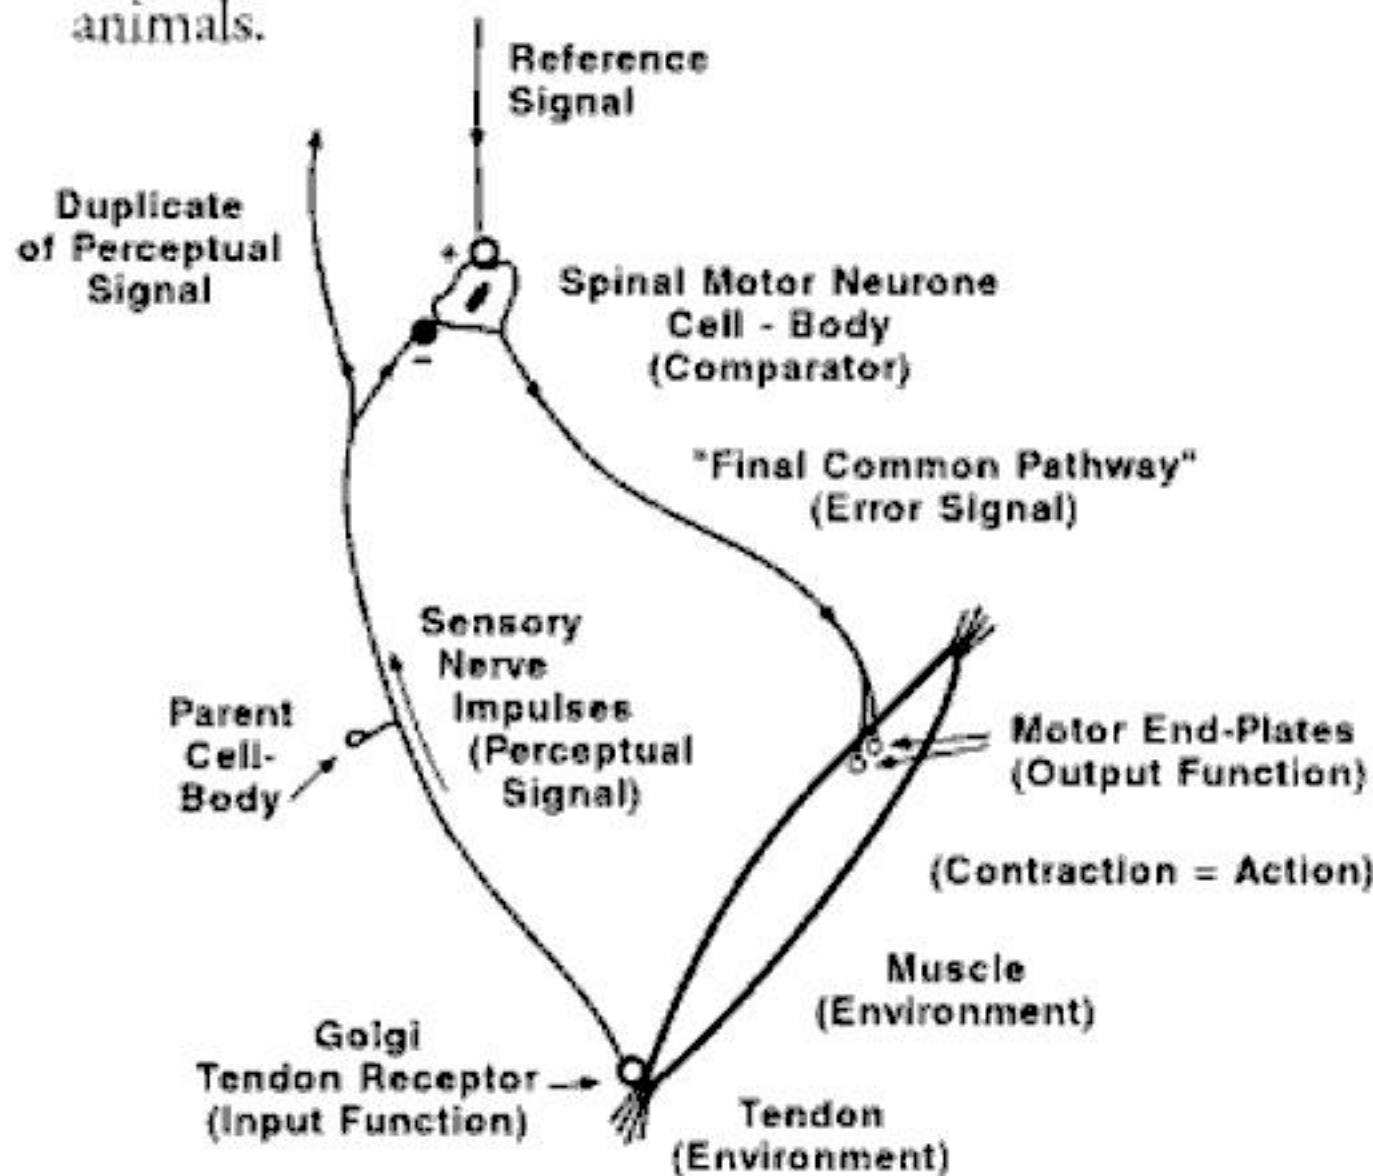 animals.
Reference
Signal
Duplicate
of Perceptual
Signal
+
Spinal Motor Neurone
Cell - Body
(Comparator)
-
"Final Common Pathway"
(Error Signal)
Sensory
Nerve
Impulses
(Perceptual
Signal)
Parent
Cell-
Body
Motor End-Plates
(Output Function)
(Contraction = Action)
Muscle
(Environment)
Golgi
Tendon Receptor
(Input Function)
Tendon
(Environment)